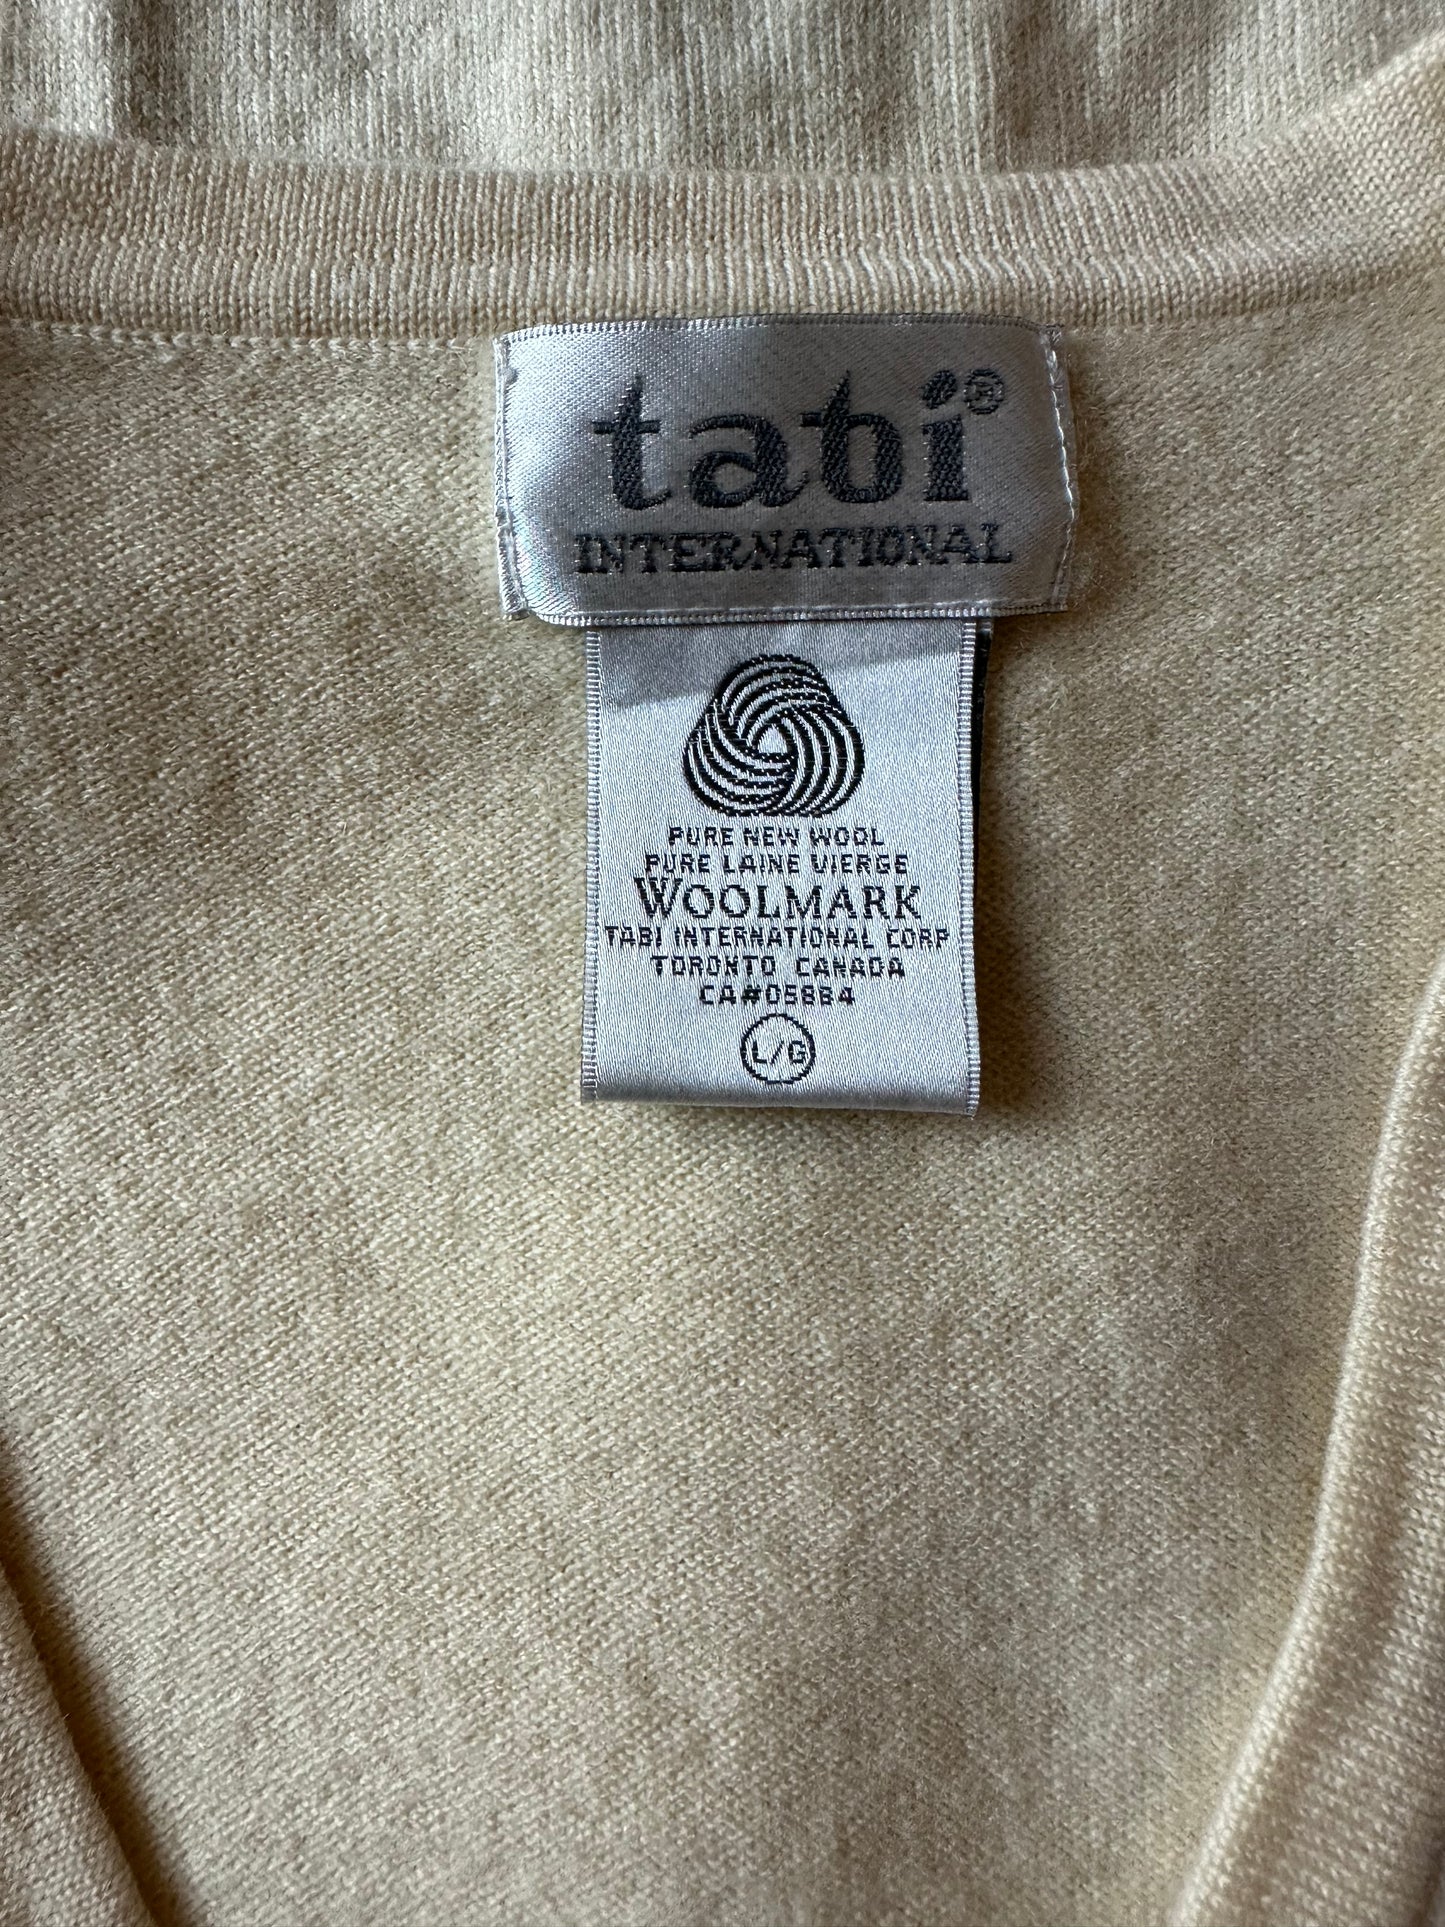 tabi®
INTERNATIONAL
PURE NEW WOOL
PURE LAINE VIERGE
WOOLMARK
TABI INTERNATIONAL CORP
TORONTO CANADA
CA#05884
L/G